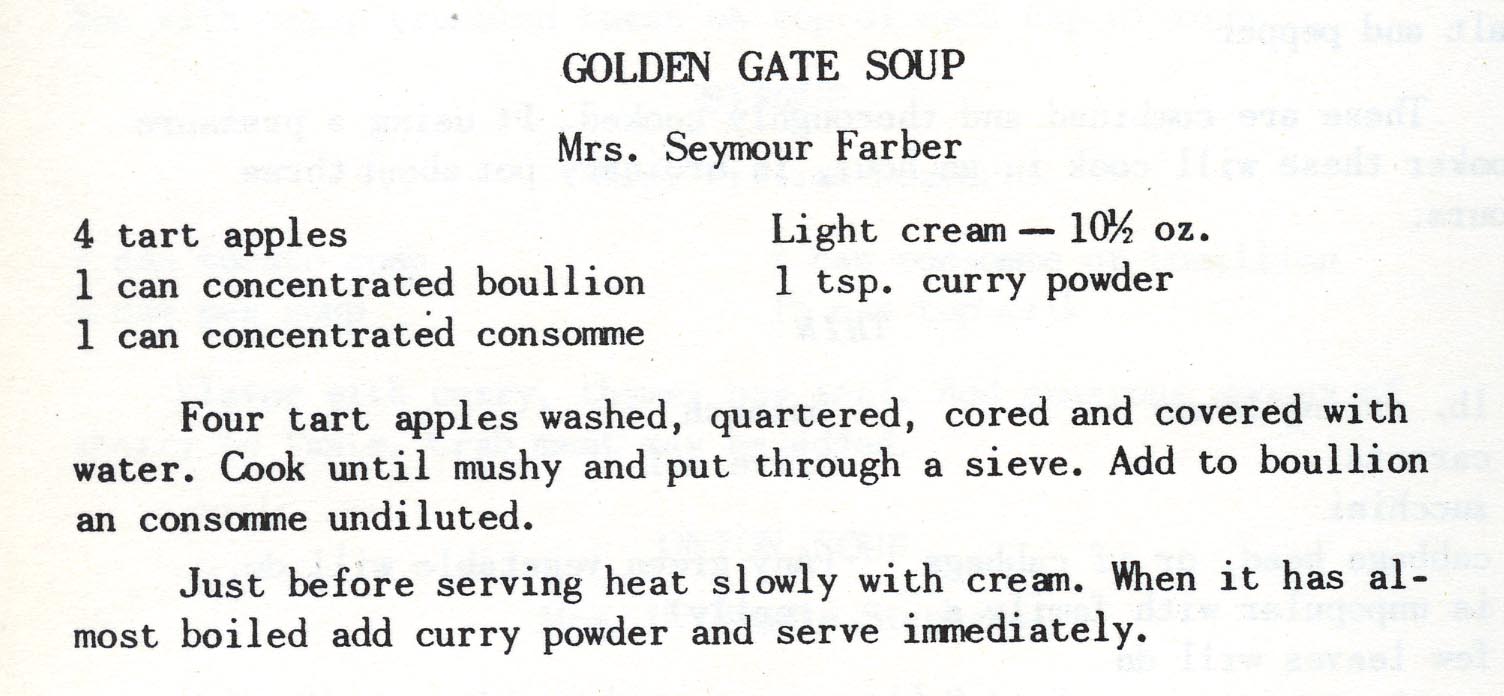 GOLDEN GATE SOUP
Mrs. Seymour Farber
4 tart apples
1 can concentrated boullion
1 can concentrated consomme
Light cream — 10½ oz.
1 tsp. curry powder
Four tart apples washed, quartered, cored and covered with
water. Cook until mushy and put through a sieve. Add to boullion
an consomme undiluted.
Just before serving heat slowly with cream. When it has al-
most boiled add curry powder and serve immediately.